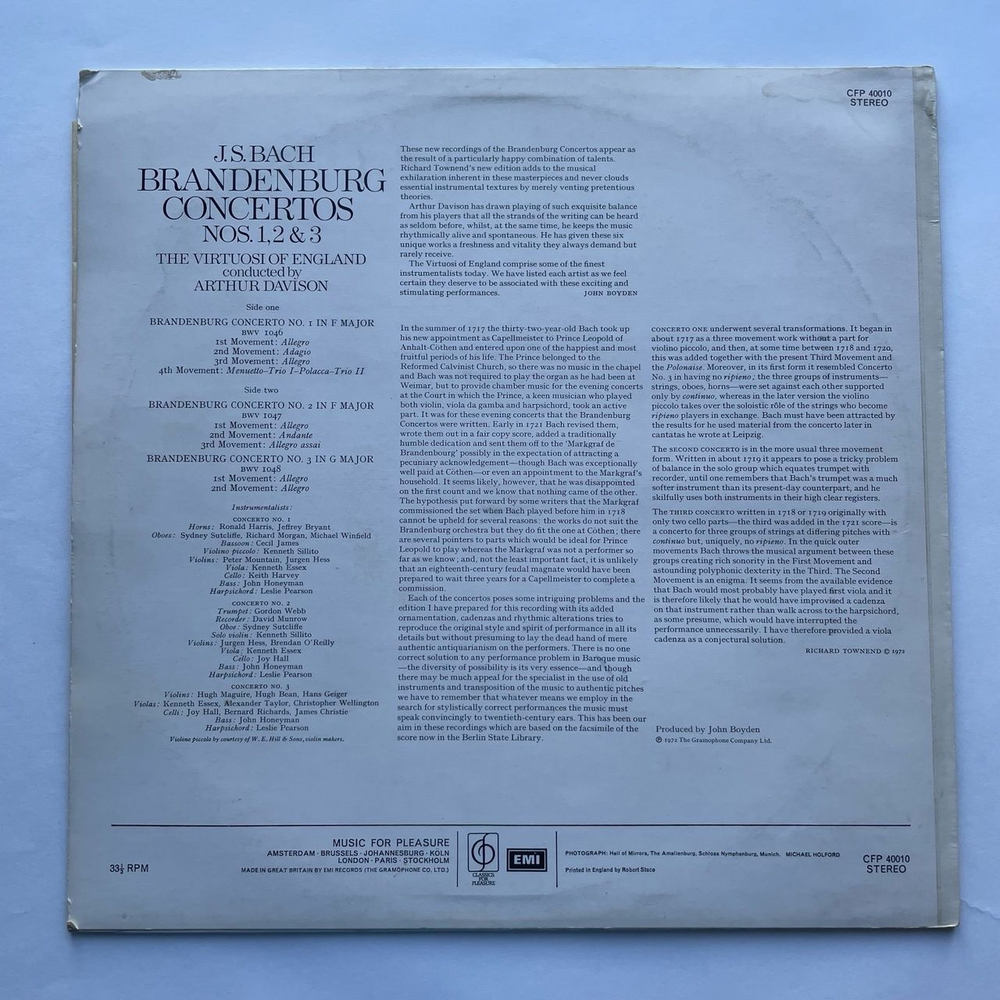 CFP 40010
STEREO
J. S. BACH
BRANDENBURG
CONCERTOS
NOS. 1, 2 & 3
THE VIRTUOSI OF ENGLAND
conducted by
ARTHUR DAVISON
Side one
BRANDENBURG CONCERTO NO. 1 IN F MAJOR
BWV 1046
1st Movement: Allegro
2nd Movement: Adagio
3rd Movement: Allegro
4th Movement: Menuetto–Trio I–Polacca–Trio II
Side two
BRANDENBURG CONCERTO NO. 2 IN F MAJOR
BWV 1047
1st Movement: Allegro
2nd Movement: Andante
3rd Movement: Allegro assai
BRANDENBURG CONCERTO NO. 3 IN G MAJOR
BWV 1048
1st Movement: Allegro
2nd Movement: Allegro
Instrumentalists:
CONCERTO NO. 1
Horns: Ronald Harris, Jeffrey Bryant
Oboes: Sydney Sutcliffe, Richard Morgan, Michael Winfield
Bassoon: Cecil James
Violino piccolo: Kenneth Sillito
Violins: Peter Mountain, Jurgen Hess
Viola: Kenneth Essex
Cello: Keith Harvey
Bass: John Honeyman
Harpsichord: Leslie Pearson
CONCERTO NO. 2
Trumpet: Gordon Webb
Recorder: David Munrow
Oboe: Sydney Sutcliffe
Solo violin: Kenneth Sillito
Violins: Jurgen Hess, Brendan O'Reilly
Viola: Kenneth Essex
Cello: Joy Hall
Bass: John Honeyman
Harpsichord: Leslie Pearson
CONCERTO NO. 3
Violins: Hugh Maguire, Hugh Bean, Hans Geiger
Violas: Kenneth Essex, Alexander Taylor, Christopher Wellington
Celli: Joy Hall, Bernard Richards, James Christie
Bass: John Honeyman
Harpsichord: Leslie Pearson
Violino piccolo by courtesy of W. E. Hill & Sons, violin makers.
These new recordings of the Brandenburg Concertos appear as
the result of a particularly happy combination of talents.
Richard Townend's new edition adds to the musical
exhilaration inherent in these masterpieces and never clouds
essential instrumental textures by merely venting pretentious
theories.
Arthur Davison has drawn playing of such exquisite balance
from his players that all the strands of the writing can be heard
as seldom before, whilst, at the same time, he keeps the music
rhythmically alive and spontaneous. He has given these six
unique works a freshness and vitality they always demand but
rarely receive.
The Virtuosi of England comprise some of the finest
instrumentalists today. We have listed each artist as we feel
certain they deserve to be associated with these exciting and
stimulating performances. JOHN BOYDEN
In the summer of 1717 the thirty-two-year-old Bach took up
his new appointment as Capellmeister to Prince Leopold of
Anhalt-Cöthen and entered upon one of the happiest and most
fruitful periods of his life. The Prince belonged to the
Reformed Calvinist Church, so there was no music in the chapel
and Bach was not required to play the organ as he had been at
Weimar, but to provide chamber music for the evening concerts
at the Court in which the Prince, a keen musician who played
both violin, viola da gamba and harpsichord, took an active
part. It was for these evening concerts that the Brandenburg
Concertos were written. Early in 1721 Bach revised them,
wrote them out in a fair copy score, added a traditionally
humble dedication and sent them off to the 'Markgraf de
Brandenbourg' possibly in the expectation of attracting a
pecuniary acknowledgement—though Bach was exceptionally
well paid at Cöthen—or even an appointment to the Markgraf's
household. It seems likely, however, that he was disappointed
on the first count and we know that nothing came of the other.
The hypothesis put forward by some writers that the Markgraf
commissioned the set when Bach played before him in 1718
cannot be upheld for several reasons: the works do not suit the
Brandenburg orchestra but they do fit the one at Cöthen; there
are several pointers to parts which would be ideal for Prince
Leopold to play whereas the Markgraf was not a performer so
far as we know; and, not the least important fact, it is unlikely
that an eighteenth-century feudal magnate would have been
prepared to wait three years for a Capellmeister to complete a
commission.
Each of the concertos poses some intriguing problems and the
edition I have prepared for this recording with its added
ornamentation, cadenzas and rhythmic alterations tries to
reproduce the original style and spirit of performance in all its
details but without presuming to lay the dead hand of mere
authentic antiquarianism on the performers. There is no one
correct solution to any performance problem in Baroque music
—the diversity of possibility is its very essence—and though
there may be much appeal for the specialist in the use of old
instruments and transposition of the music to authentic pitches
we have to remember that whatever means we employ in the
search for stylistically correct performances the music must
speak convincingly to twentieth-century ears. This has been our
aim in these recordings which are based on the facsimile of the
score now in the Berlin State Library.
CONCERTO ONE underwent several transformations. It began in
about 1717 as a three movement work without a part for
violino piccolo, and then, at some time between 1718 and 1720,
this was added together with the present Third Movement and
the Polonaise. Moreover, in its first form it resembled Concerto
No. 3 in having no ripieno; the three groups of instruments—
strings, oboes, horns—were set against each other supported
only by continuo, whereas in the later version the violino
piccolo takes over the soloistic rôle of the strings who become
ripieno players in exchange. Bach must have been attracted by
the results for he used material from the concerto later in
cantatas he wrote at Leipzig.
The SECOND CONCERTO is in the more usual three movement
form. Written in about 1719 it appears to pose a tricky problem
of balance in the solo group which equates trumpet with
recorder, until one remembers that Bach's trumpet was a much
softer instrument than its present-day counterpart, and he
skilfully uses both instruments in their high clear registers.
The THIRD CONCERTO written in 1718 or 1719 originally with
only two cello parts—the third was added in the 1721 score—is
a concerto for three groups of strings at differing pitches with
continuo but, uniquely, no ripieno. In the quick outer
movements Bach throws the musical argument between these
groups creating rich sonority in the First Movement and
astounding polyphonic dexterity in the Third. The Second
Movement is an enigma. It seems from the available evidence
that Bach would most probably have played first viola and it
is therefore likely that he would have improvised a cadenza
on that instrument rather than walk across to the harpsichord,
as some presume, which would have interrupted the
performance unnecessarily. I have therefore provided a viola
cadenza as a conjectural solution.
RICHARD TOWNEND © 1972
Produced by John Boyden
℗ 1972 The Gramophone Company Ltd.
33⅓ RPM
MUSIC FOR PLEASURE
AMSTERDAM · BRUSSELS · JOHANNESBURG · KÖLN
LONDON · PARIS · STOCKHOLM
MADE IN GREAT BRITAIN BY EMI RECORDS (THE GRAMOPHONE CO. LTD.)
CLASSICS
FOR
PLEASURE
EMI
PHOTOGRAPH: Hall of Mirrors, The Amalienburg, Schloss Nymphenburg, Munich. MICHAEL HOLFORD
Printed in England by Robert Stace
CFP 40010
STEREO